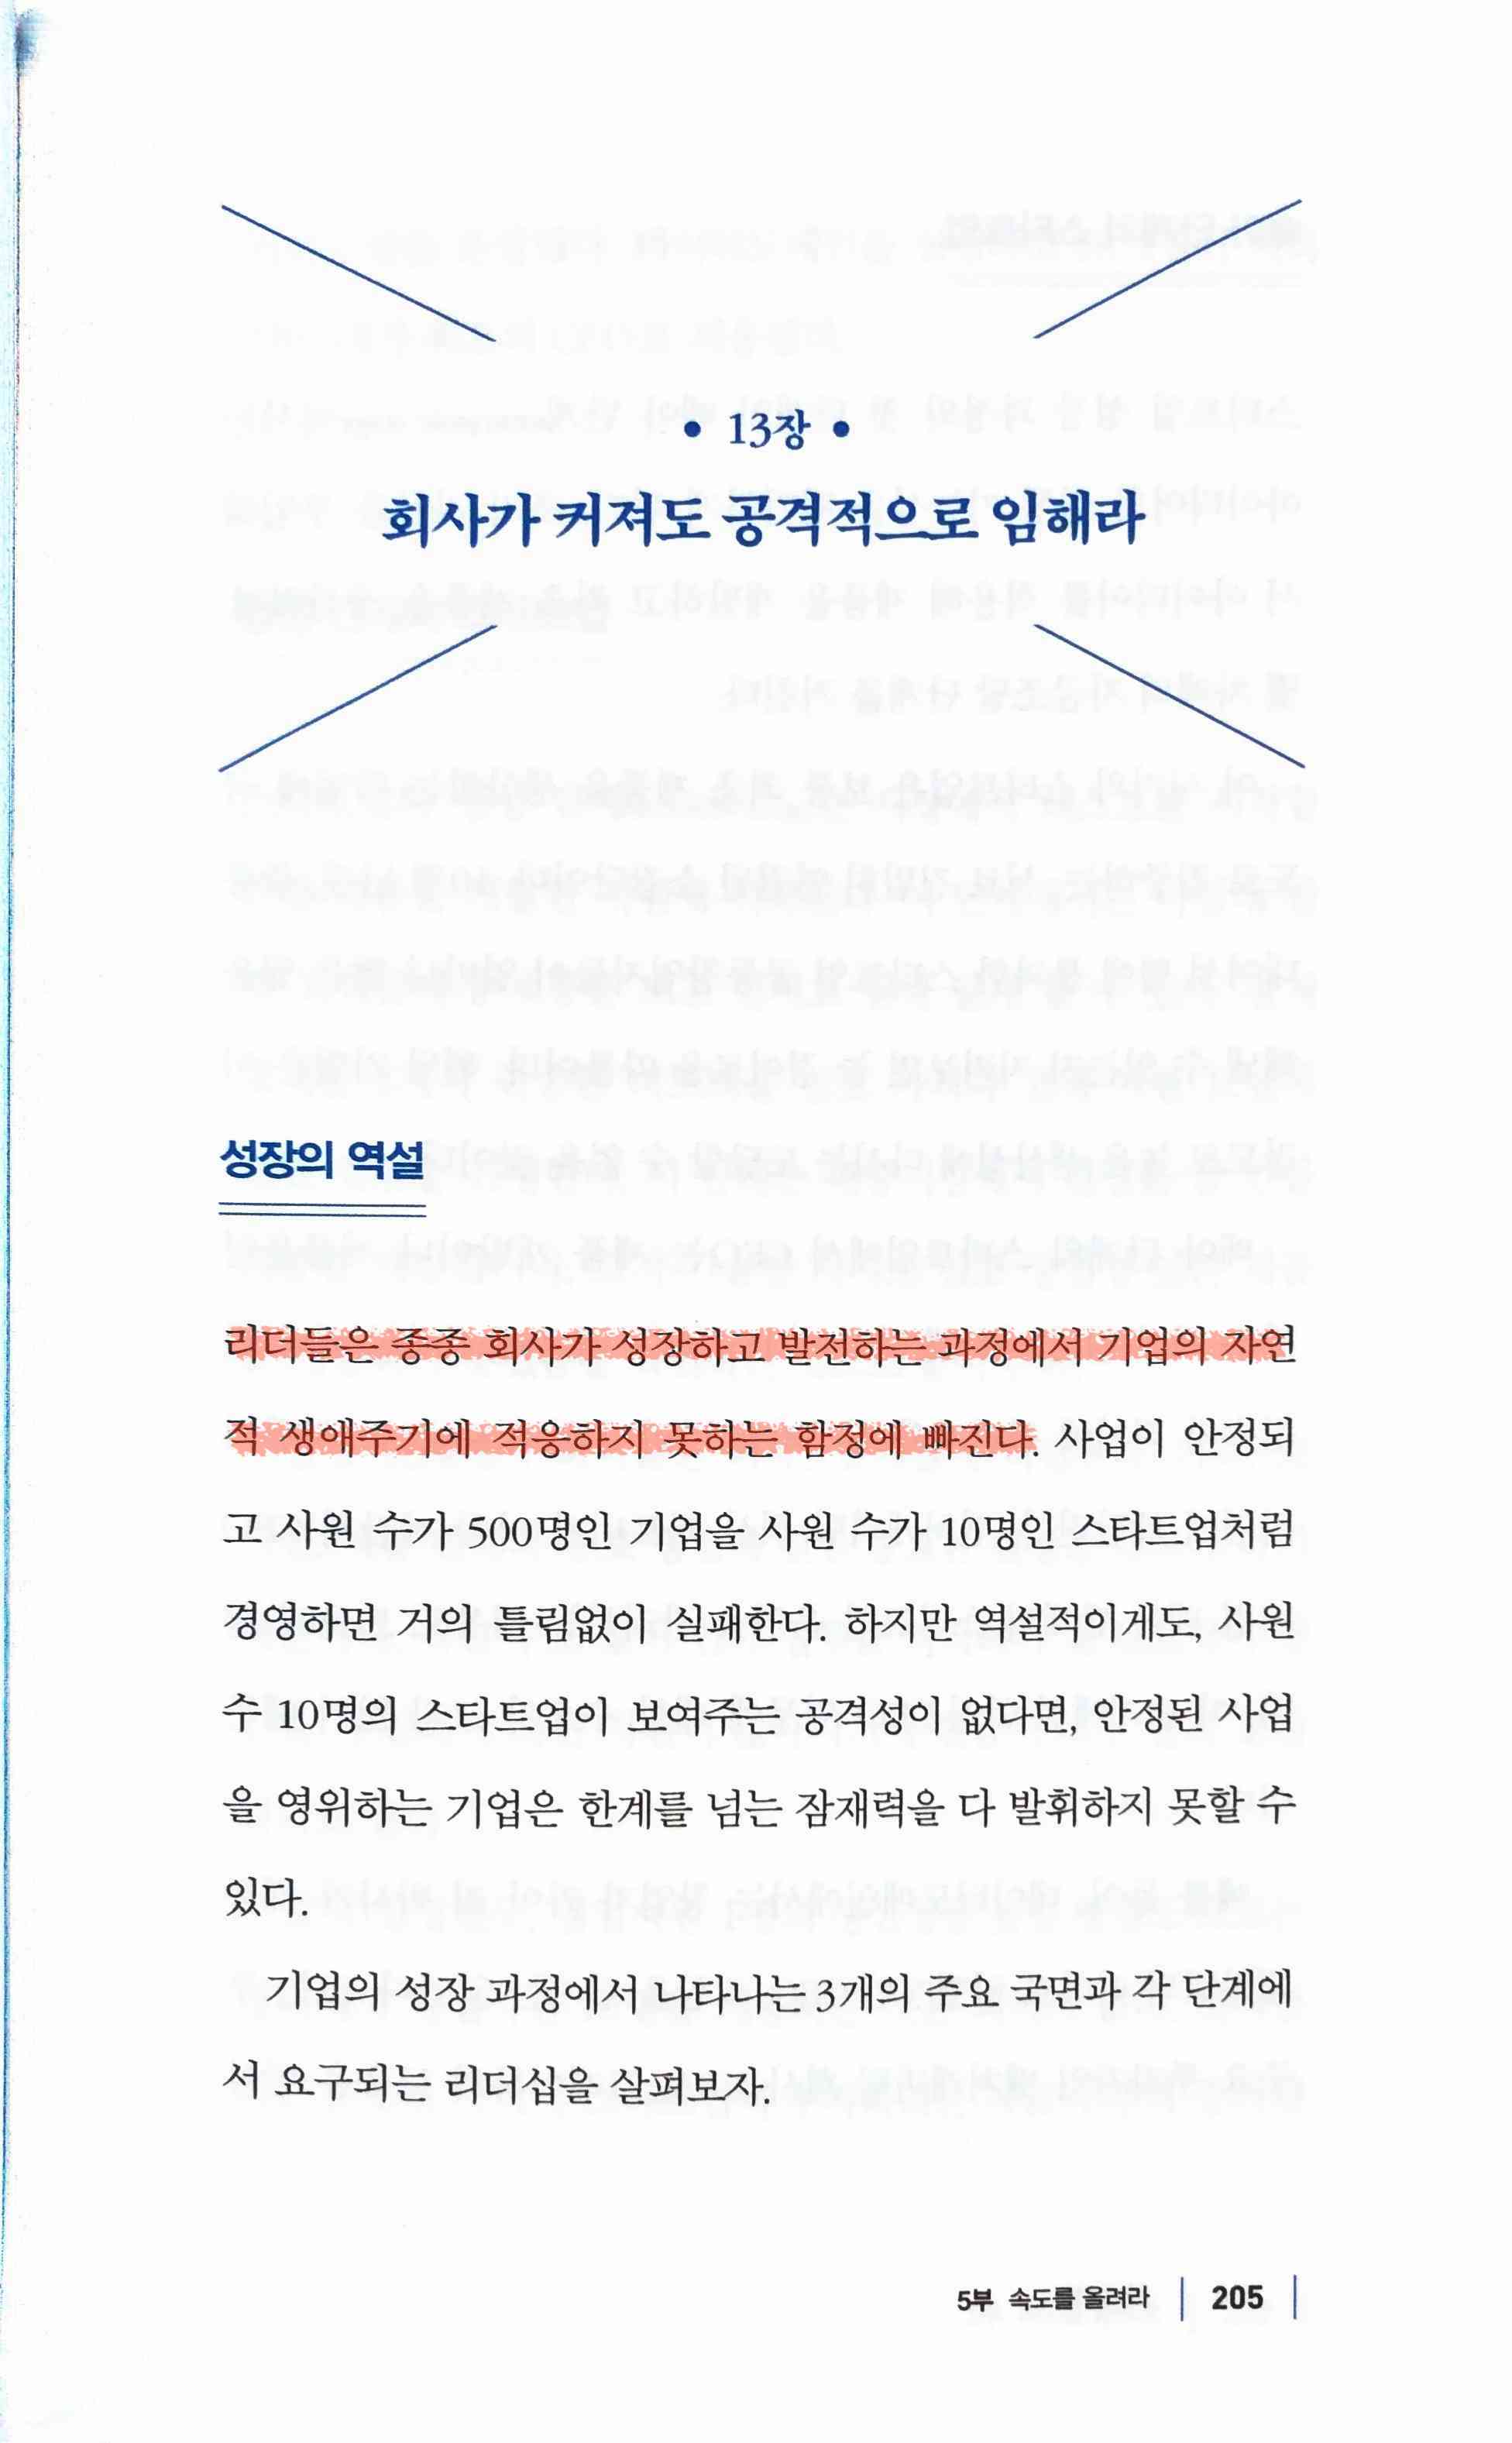 • 13장 •
회사가 커져도 공격적으로 임해라
성장의 역설
리더들은 종종 회사가 성장하고 발전하는 과정에서 기업의 자연
적 생애주기에 적응하지 못하는 함정에 빠진다. 사업이 안정되
고 사원 수가 500명인 기업을 사원 수가 10명인 스타트업처럼
경영하면 거의 틀림없이 실패한다. 하지만 역설적이게도, 사원
수 10명의 스타트업이 보여주는 공격성이 없다면, 안정된 사업
을 영위하는 기업은 한계를 넘는 잠재력을 다 발휘하지 못할 수
있다.
기업의 성장 과정에서 나타나는 3개의 주요 국면과 각 단계에
서 요구되는 리더십을 살펴보자.
5부 속도를 올려라 | 205 |